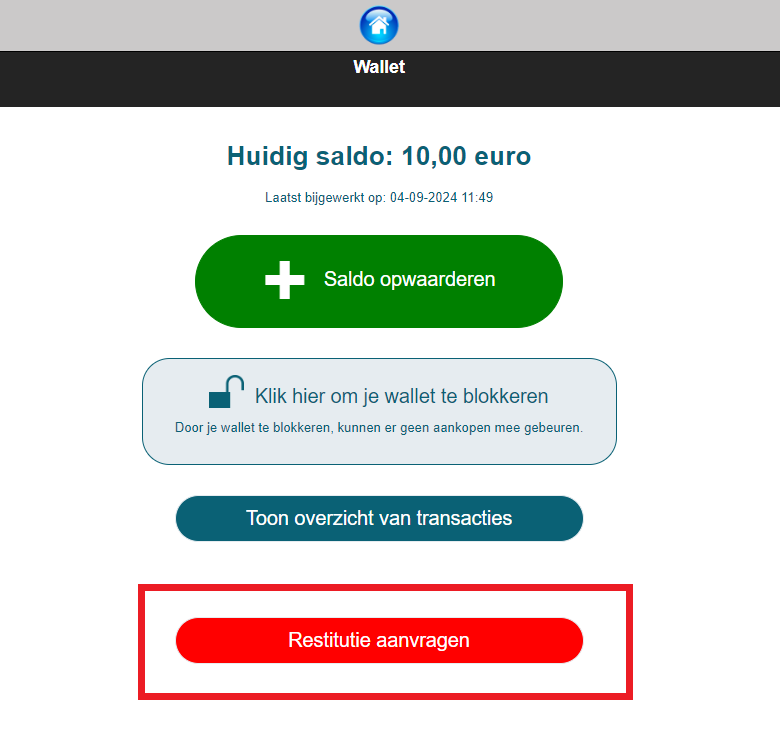 Wallet
Huidig saldo: 10,00 euro
Laatst bijgewerkt op: 04-09-2024 11:49
Saldo opwaarderen
Klik hier om je wallet te blokkeren
Door je wallet te blokkeren, kunnen er geen aankopen mee gebeuren.
Toon overzicht van transacties
Restitutie aanvragen